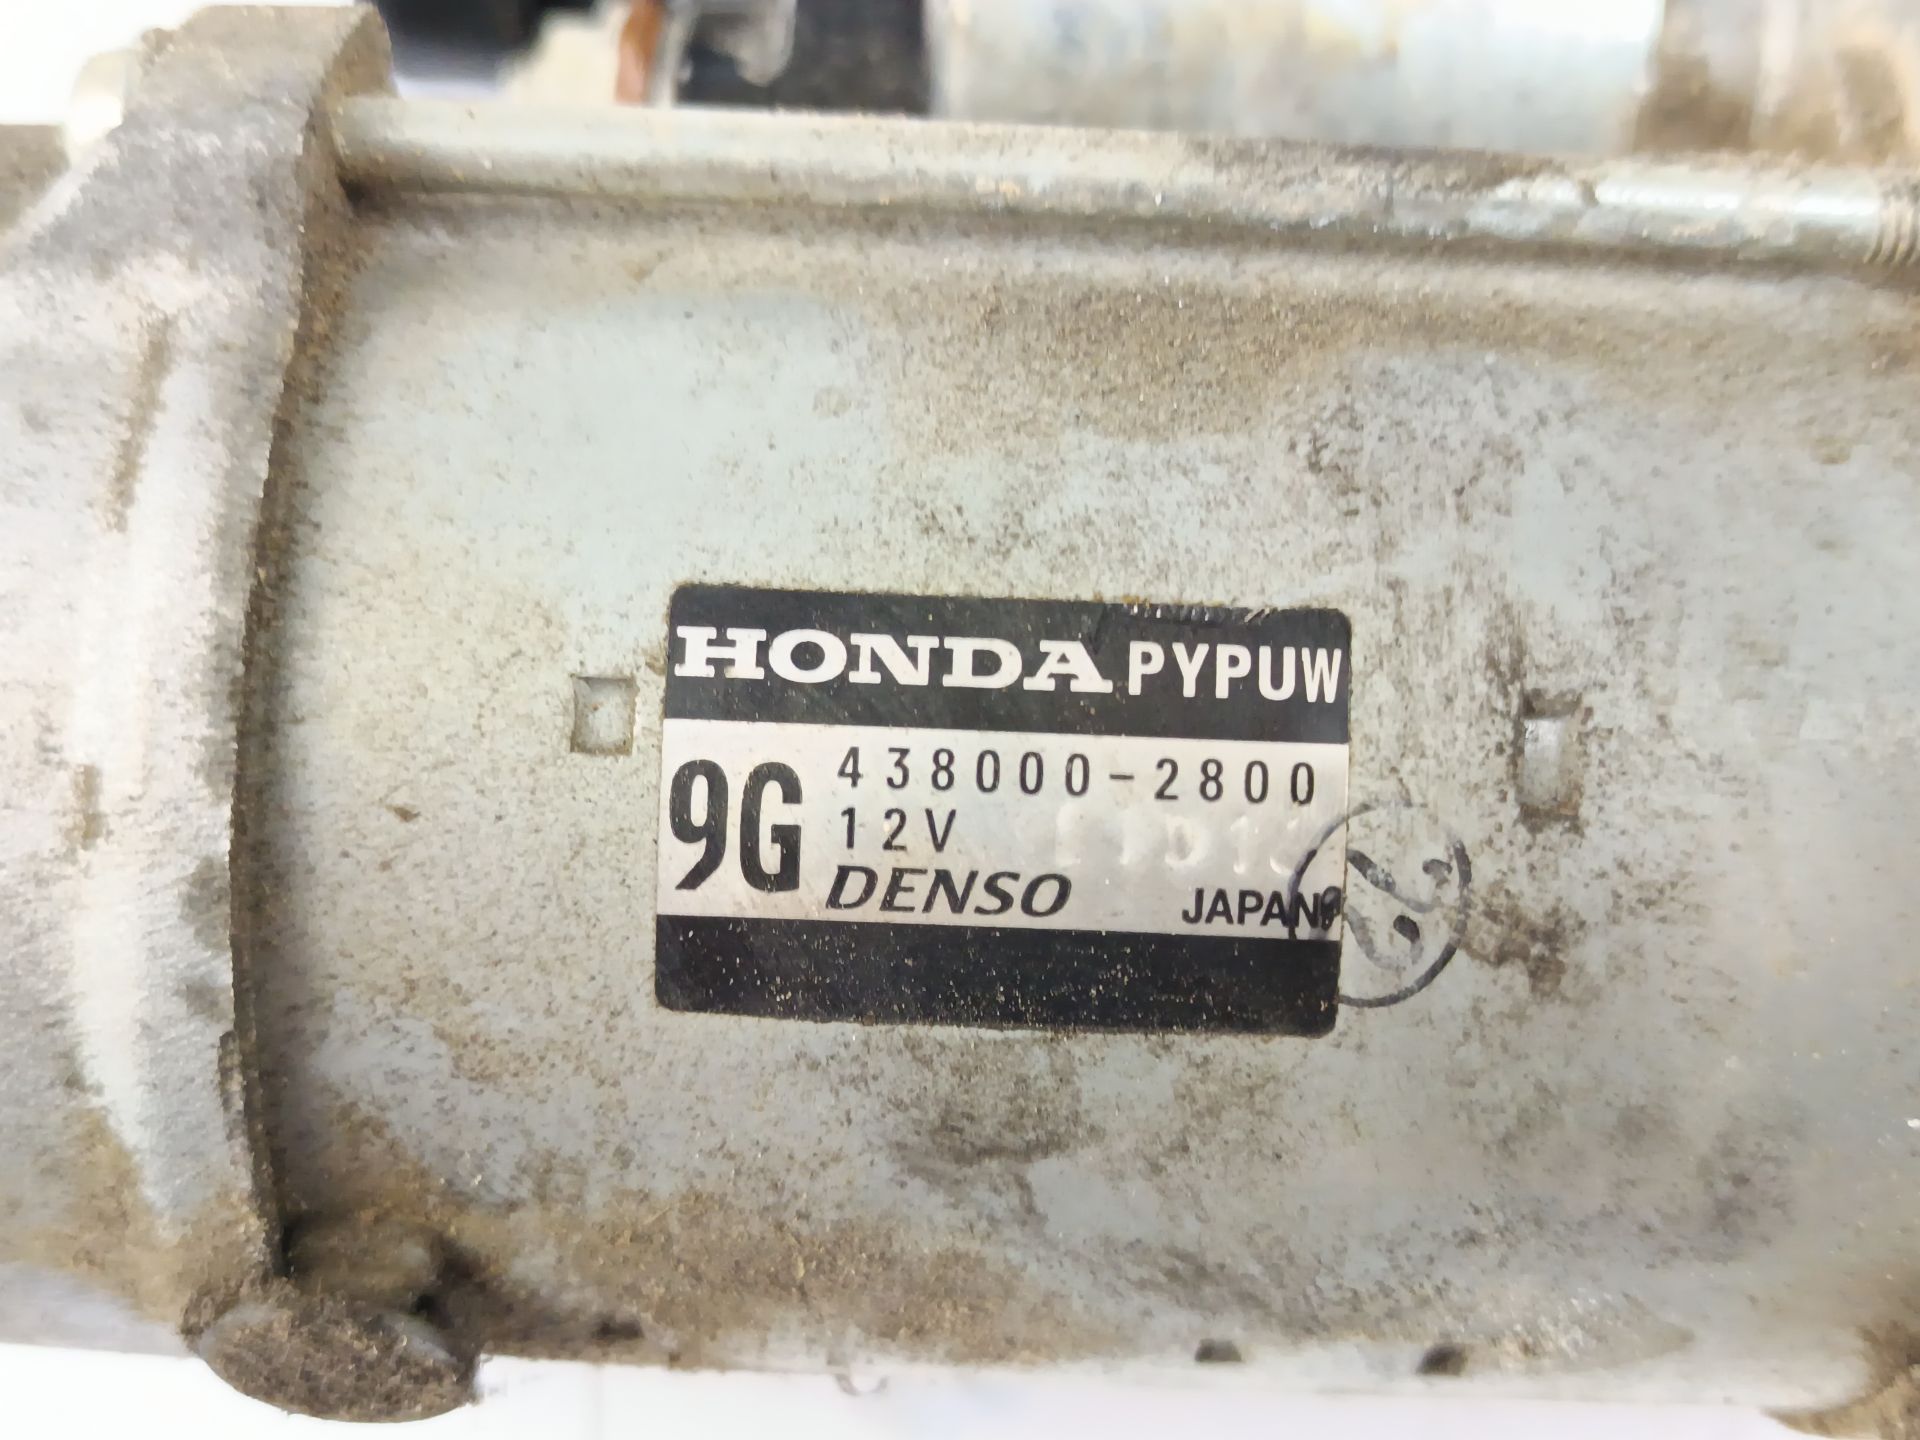 HONDA PYPUW
9G 438000-2800
12V
DENSO JAPAN